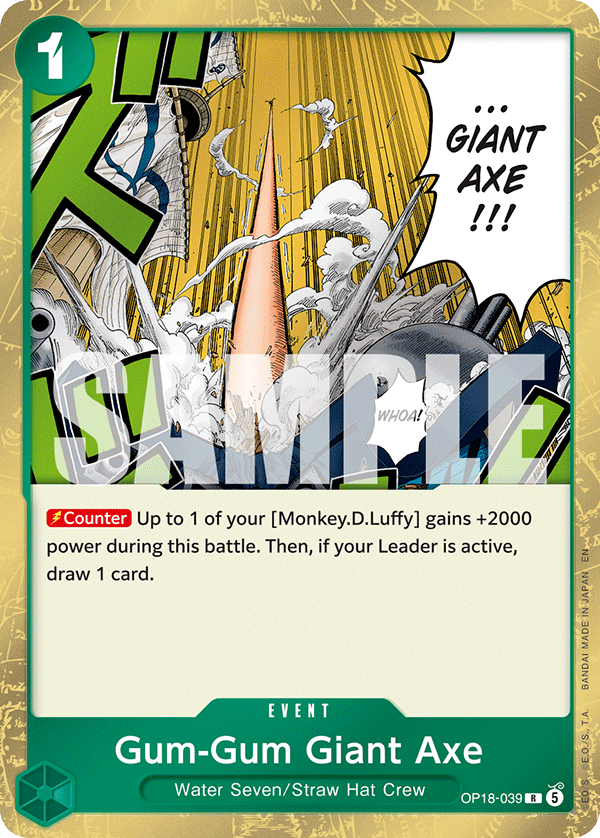 1
...
GIANT
AXE
!!!
SAMPLE
WHOA!
Counter Up to 1 of your [Monkey.D.Luffy] gains +2000
power during this battle. Then, if your Leader is active,
draw 1 card.
EVENT
Gum-Gum Giant Axe
Water Seven/Straw Hat Crew
OP18-039 R 5
BANDAI MADE IN JAPAN EN